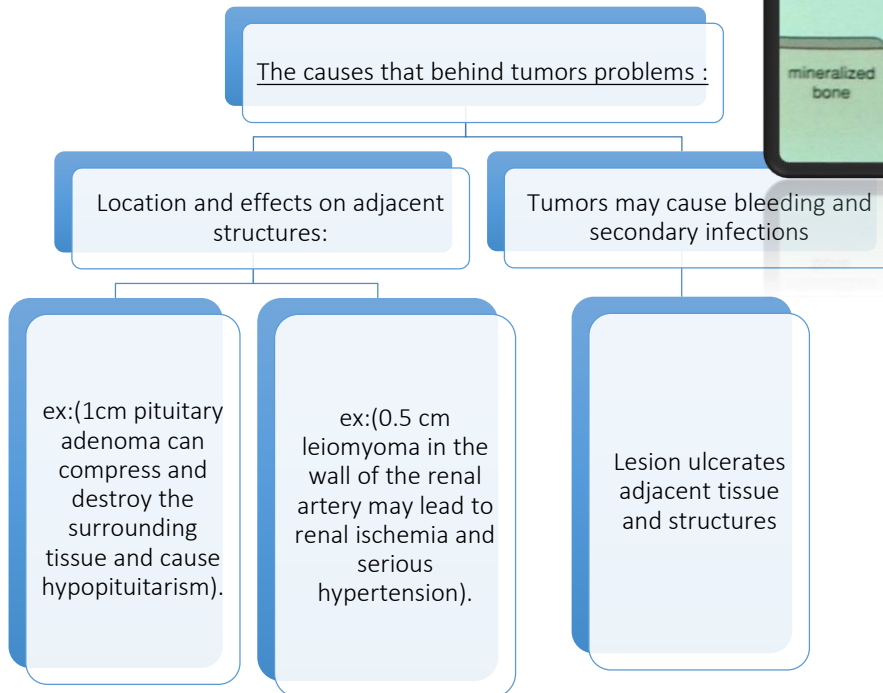 The causes that behind tumors problems :
mineralized
bone
Location and effects on adjacent
structures:
Tumors may cause bleeding and
secondary infections
ex:(1cm pituitary
adenoma can
compress and
destroy the
surrounding
tissue and cause
hypopituitarism).
ex:(0.5 cm
leiomyoma in the
wall of the renal
artery may lead to
renal ischemia and
serious
hypertension).
Lesion ulcerates
adjacent tissue
and structures